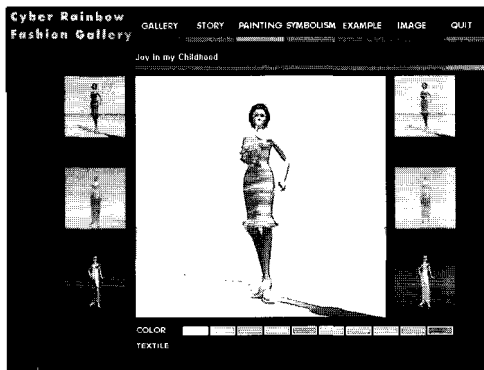 Cyber Rainbow
Fashion Gallery
GALLERY STORY PAINTING SYMBOLISM EXAMPLE IMAGE QUIT
Joy in my Childhood
COLOR
TEXTILE